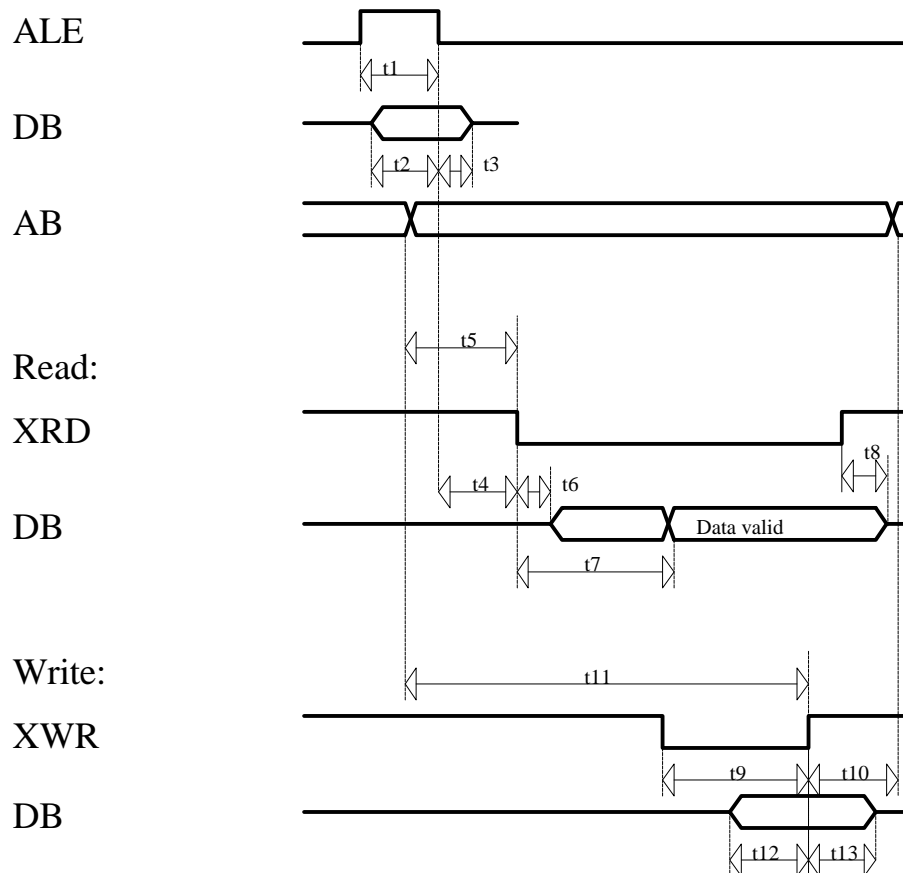 ALE
t1
DB
t2 t3
AB
t5
Read:
XRD
t8
t4 t6
DB Data valid
t7
Write:
t11
XWR
t9 t10
DB
t12 t13